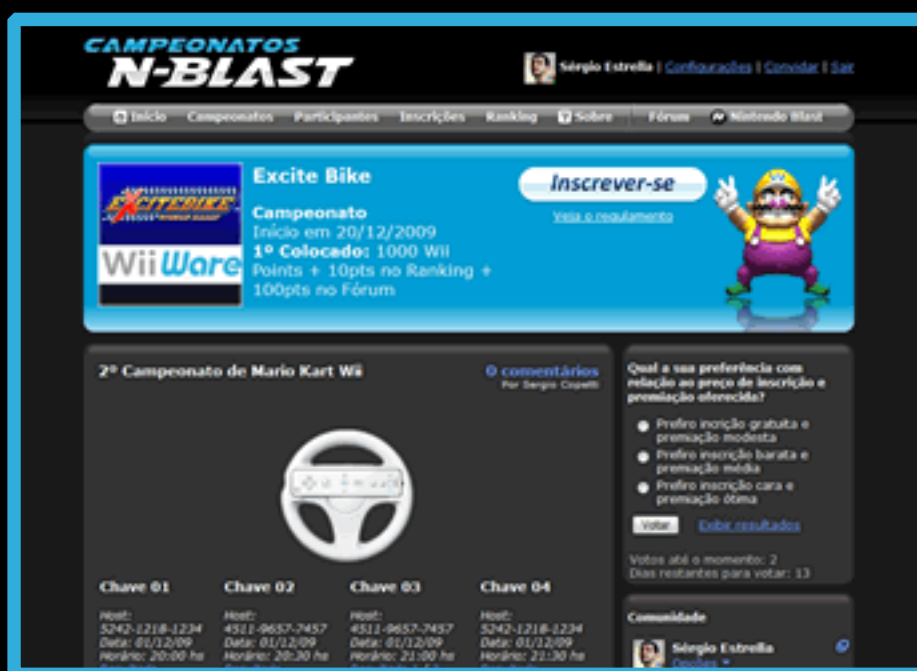 CAMPEONATOS
N-BLAST
Sérgio Estrella | Configurações | Convidar | Sair
Início Campeonatos Participantes Inscrições Ranking Sobre Fórum Nintendo Blast
EXCITEBIKE
WiiWare
Excite Bike
Campeonato
Início em 20/12/2009
1º Colocado: 1000 Wii
Points + 10pts no Ranking +
100pts no Fórum
Inscrever-se
Veja o regulamento
2º Campeonato de Mario Kart Wii
0 comentários
Chave 01
Host:
5242-1218-1234
Data: 01/12/09
Horário: 20:00 hs
Chave 02
Host:
4511-9657-7457
Data: 01/12/09
Horário: 20:30 hs
Chave 03
Host:
4511-9657-7457
Data: 01/12/09
Horário: 21:00 hs
Chave 04
Host:
5242-1218-1234
Data: 01/12/09
Horário: 21:30 hs
Qual a sua preferência com
relação ao preço de inscrição e
premiação oferecida?
Prefiro incrição gratuita e
premiação modesta
Prefiro inscrição barata e
premiação média
Prefiro inscrição cara e
premiação ótima
Votar
Exibir resultados
Votos até o momento: 2
Dias restantes para votar: 13
Comunidade
Sérgio Estrella
Opções